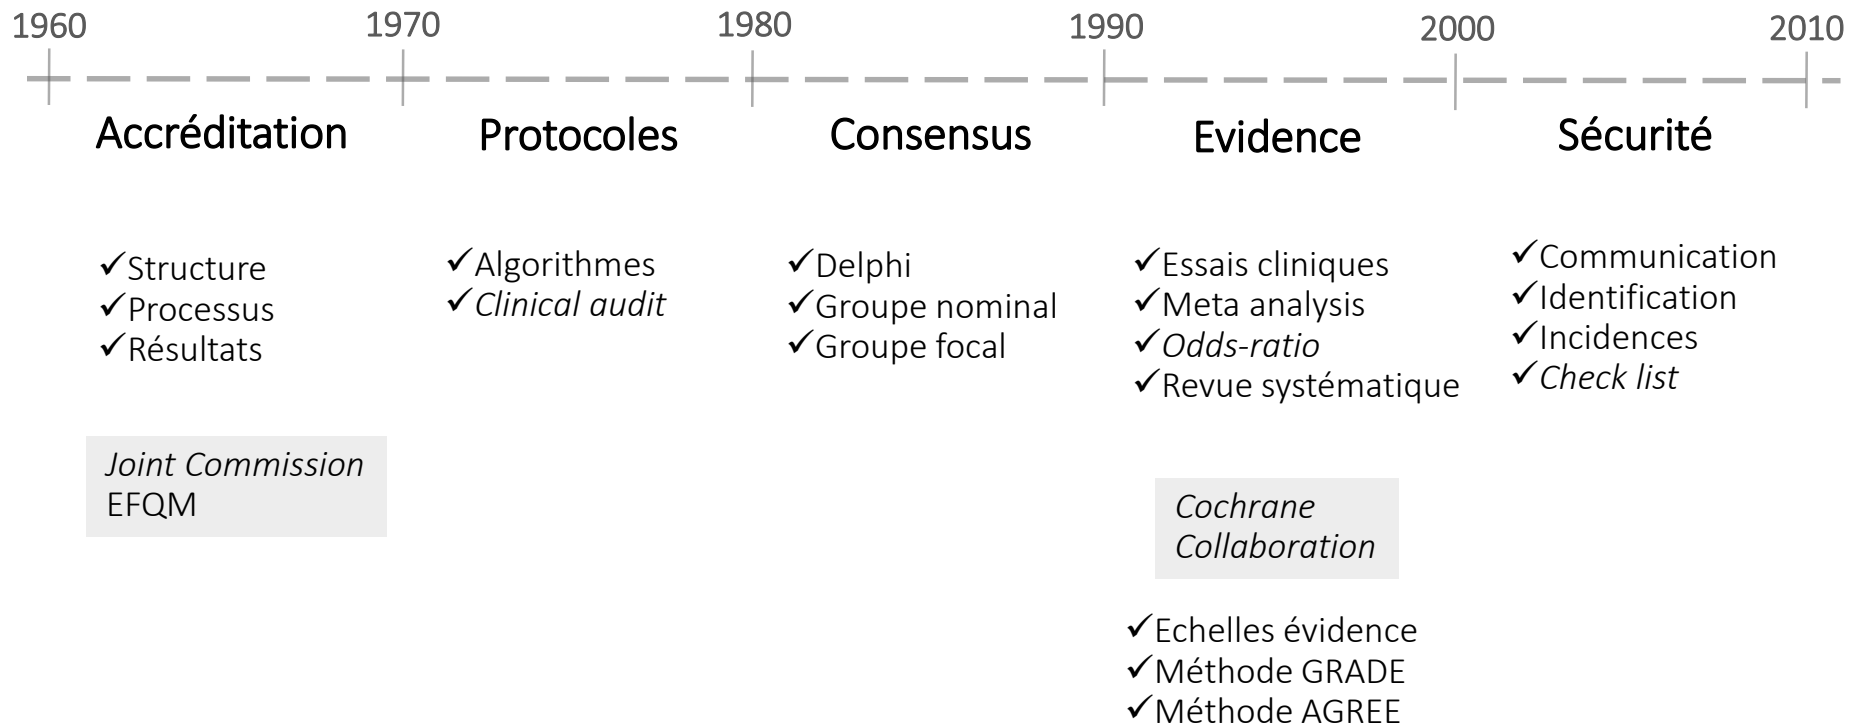 1960
1970
1980
1990
2000
2010
Accréditation
Protocoles
Consensus
Evidence
Sécurité
✓Structure
✓Processus
✓Résultats
Joint Commission
EFQM
✓Algorithmes
✓Clinical audit
✓Delphi
✓Groupe nominal
✓Groupe focal
✓Essais cliniques
✓Meta analysis
✓Odds-ratio
✓Revue systématique
Cochrane
Collaboration
✓Echelles évidence
✓Méthode GRADE
✓Méthode AGREE
✓Communication
✓Identification
✓Incidences
✓Check list